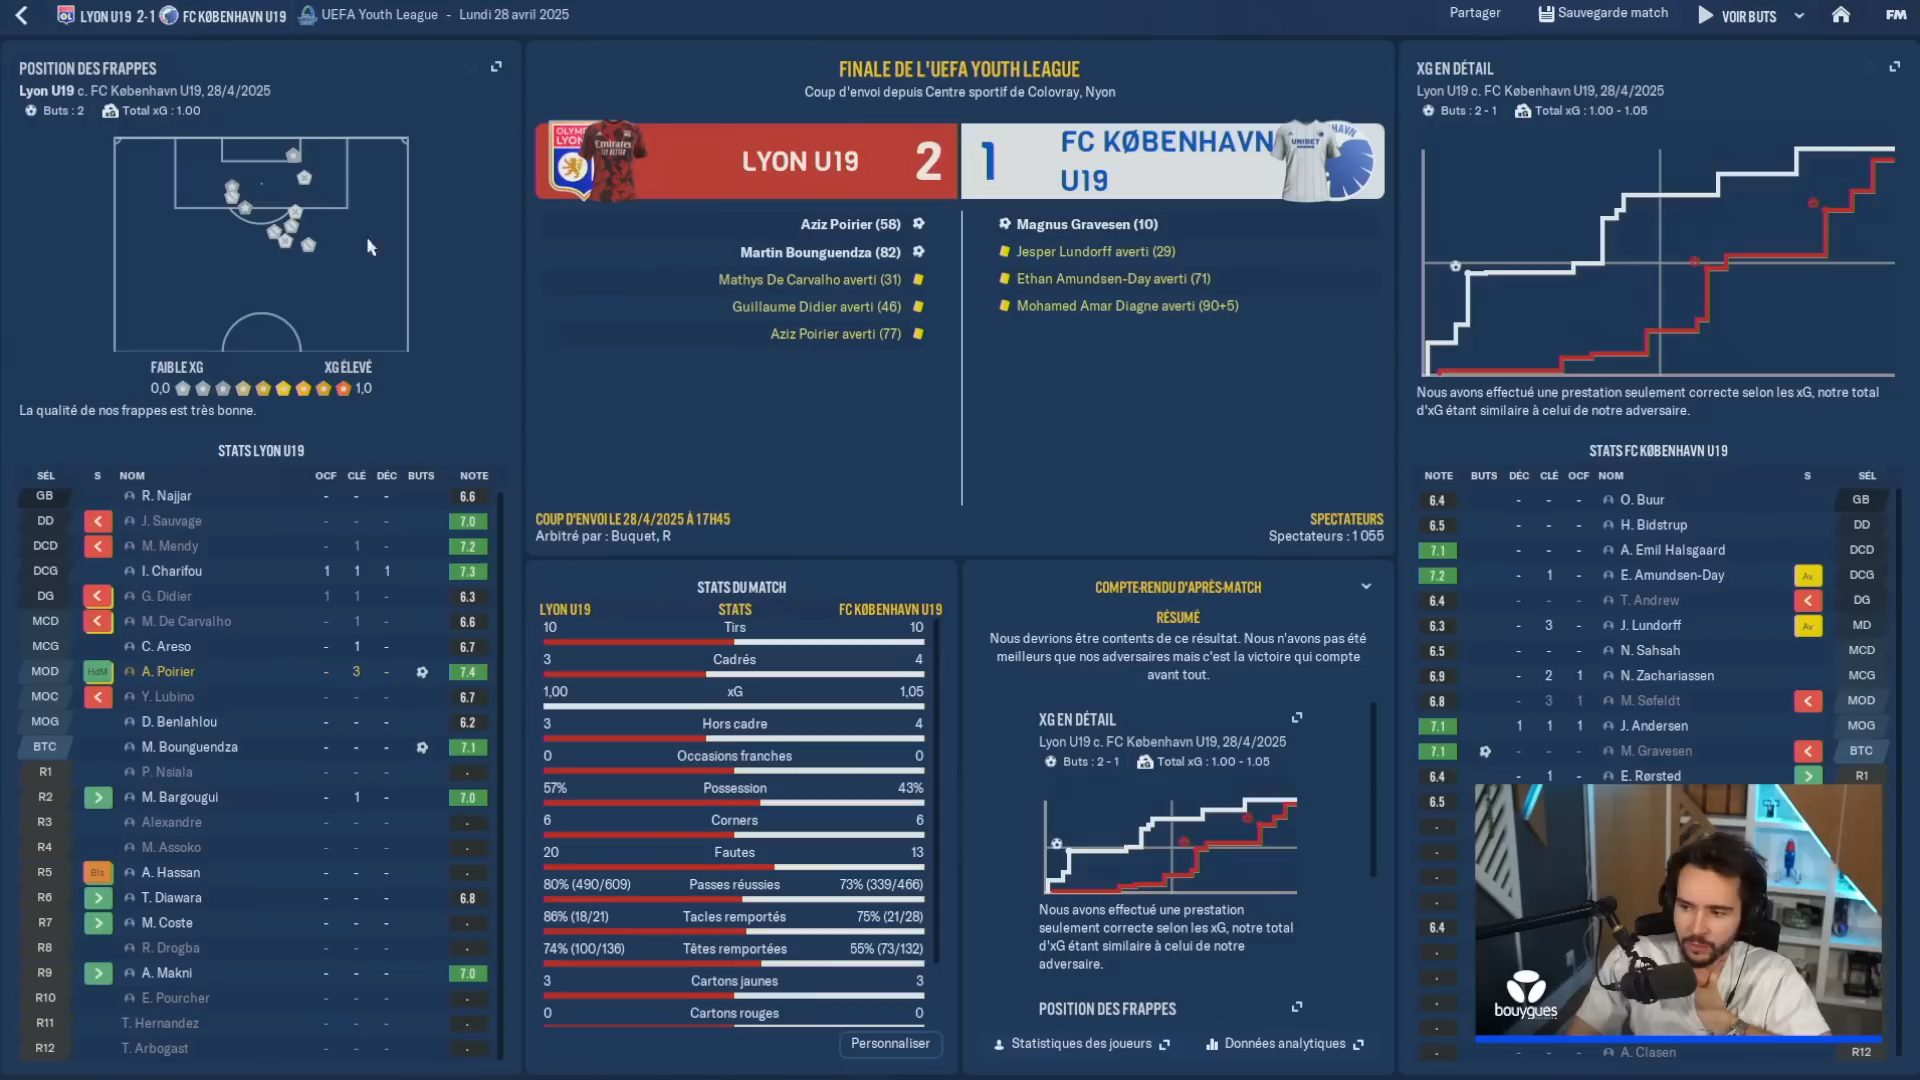 LYON U19 2-1 FC KØBENHAVN U19 UEFA Youth League - Lundi 28 avril 2025
Partager
Sauvegarde match
VOIR BUTS
FM
POSITION DES FRAPPES
Lyon U19 c. FC København U19, 28/4/2025
Buts : 2 Total xG : 1.00
FAIBLE XG XG ÉLEVÉ
0,0 1,0
La qualité de nos frappes est très bonne.
STATS LYON U19
SÉL S NOM OCF CLÉ DÉC BUTS NOTE
GB R. Najjar - - - 6.6
DD J. Sauvage - - - 7.0
DCD M. Mendy - 1 - 7.2
DCG I. Charifou 1 1 1 7.3
DG G. Didier 1 1 - 6.3
MCD M. De Carvalho - 1 - 6.6
MCG C. Areso - 1 - 6.7
MOD HdM A. Poirier - 3 - 7.4
MOC Y. Lubino - - - 6.7
MOG D. Benlahlou - - - 6.2
BTC M. Bounguendza - - - 7.1
R1 P. Nsiala - - - -
R2 M. Bargougui - 1 - 7.0
R3 Alexandre - - - -
R4 M. Assoko - - - -
R5 Bls A. Hassan - - - -
R6 T. Diawara - - - 6.8
R7 M. Coste - - - -
R8 R. Drogba - - - -
R9 A. Makni - - - 7.0
R10 E. Pourcher - - - -
R11 T. Hernandez - - - -
R12 T. Arbogast - - - -
FINALE DE L'UEFA YOUTH LEAGUE
Coup d'envoi depuis Centre sportif de Colovray, Nyon
OLYMP
LYON
Emirates
FLY BETTER
LYON U19 2
1 FC KØBENHAVN U19
UNIBET
HAVN
Aziz Poirier (58)
Martin Bounguendza (82)
Mathys De Carvalho averti (31)
Guillaume Didier averti (46)
Aziz Poirier averti (77)
Magnus Gravesen (10)
Jesper Lundorff averti (29)
Ethan Amundsen-Day averti (71)
Mohamed Amar Diagne averti (90+5)
COUP D'ENVOI LE 28/4/2025 À 17H45
Arbitré par : Buquet, R
SPECTATEURS
Spectateurs : 1 055
STATS DU MATCH
LYON U19 STATS FC KØBENHAVN U19
10 Tirs 10
3 Cadrés 4
1,00 xG 1,05
3 Hors cadre 4
0 Occasions franches 0
57% Possession 43%
6 Corners 6
20 Fautes 13
80% (490/609) Passes réussies 73% (339/466)
86% (18/21) Tacles remportés 75% (21/28)
74% (100/136) Têtes remportées 55% (73/132)
3 Cartons jaunes 3
0 Cartons rouges 0
Personnaliser
COMPTE-RENDU D'APRÈS-MATCH
RÉSUMÉ
Nous devrions être contents de ce résultat. Nous n'avons pas été
meilleurs que nos adversaires mais c'est la victoire qui compte
avant tout.
XG EN DÉTAIL
Lyon U19 c. FC København U19, 28/4/2025
Buts : 2 - 1 Total xG : 1.00 - 1.05
Nous avons effectué une prestation
seulement correcte selon les xG, notre total
d'xG étant similaire à celui de notre
adversaire.
POSITION DES FRAPPES
Statistiques des joueurs
Données analytiques
XG EN DÉTAIL
Lyon U19 c. FC København U19, 28/4/2025
Buts : 2 - 1 Total xG : 1.00 - 1.05
Nous avons effectué une prestation seulement correcte selon les xG, notre total
d'xG étant similaire à celui de notre adversaire.
STATS FC KØBENHAVN U19
NOTE BUTS DÉC CLÉ OCF NOM S SÉL
6.4 - - - O. Buur GB
6.5 - - - H. Bidstrup DD
7.1 - - - A. Emil Halsgaard DCD
7.2 - 1 - E. Amundsen-Day Av DCG
6.4 - - - T. Andrew DG
6.3 - 3 - J. Lundorff Av MD
6.5 - - - N. Sahsah MCD
6.9 - 2 1 N. Zachariassen MCG
6.8 - 3 1 M. Søfeldt MOD
7.1 1 1 1 J. Andersen MOG
7.1 - - - M. Gravesen BTC
6.4 - 1 - E. Rørsted R1
6.5
-
-
-
-
6.4
-
-
-
-
- - - - A. Clasen R12
bouygues